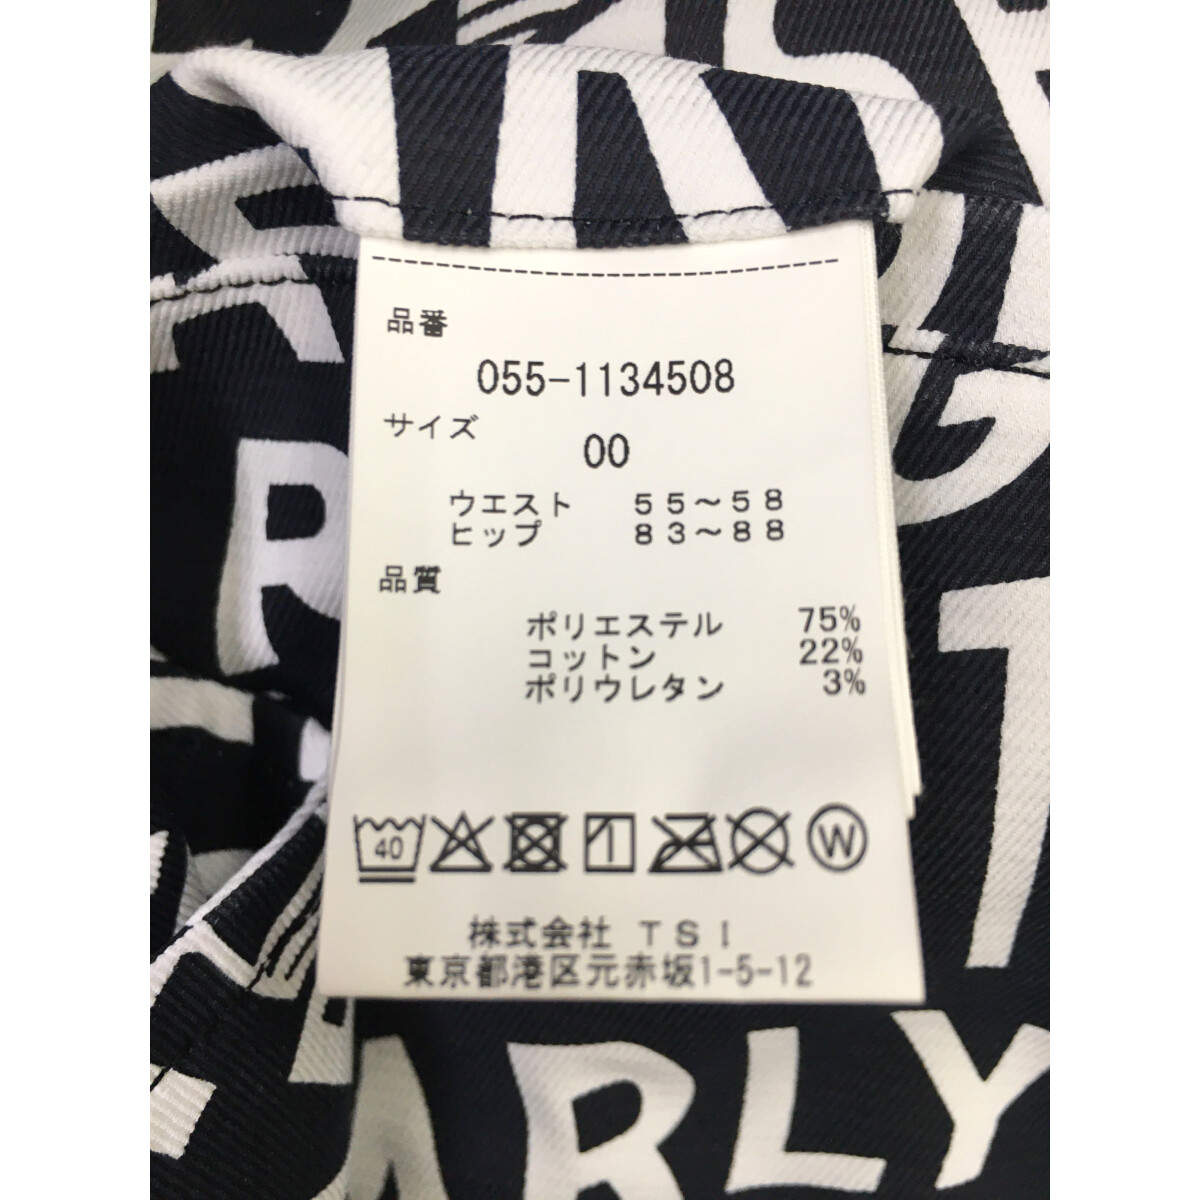 品番
055-1134508
サイズ
00
ウエスト 55～58
ヒップ 83～88
品質
ポリエステル 75%
コットン 22%
ポリウレタン 3%
40
W
株式会社 TSI
東京都港区元赤坂1-5-12
ARLY